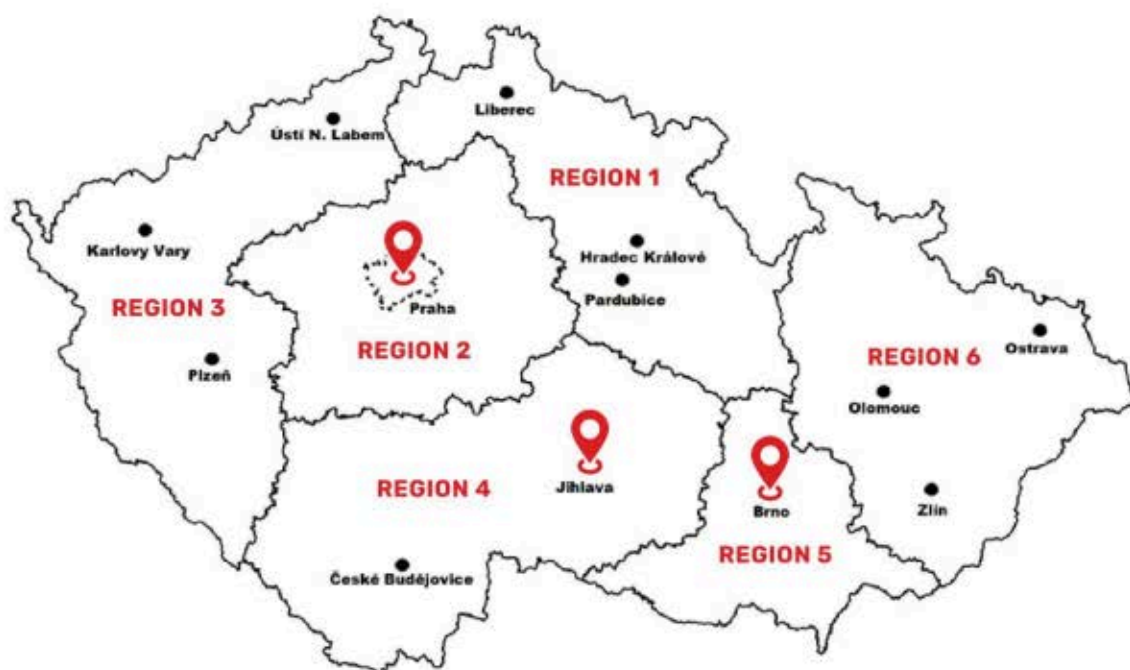 Liberec
Ústí N. Labem
REGION 1
Karlovy Vary
Hradec Králové
Pardubice
REGION 3
Praha
REGION 2
Plzeň
Ostrava
REGION 6
Olomouc
REGION 4
Jihlava
Zlín
Brno
REGION 5
České Budějovice